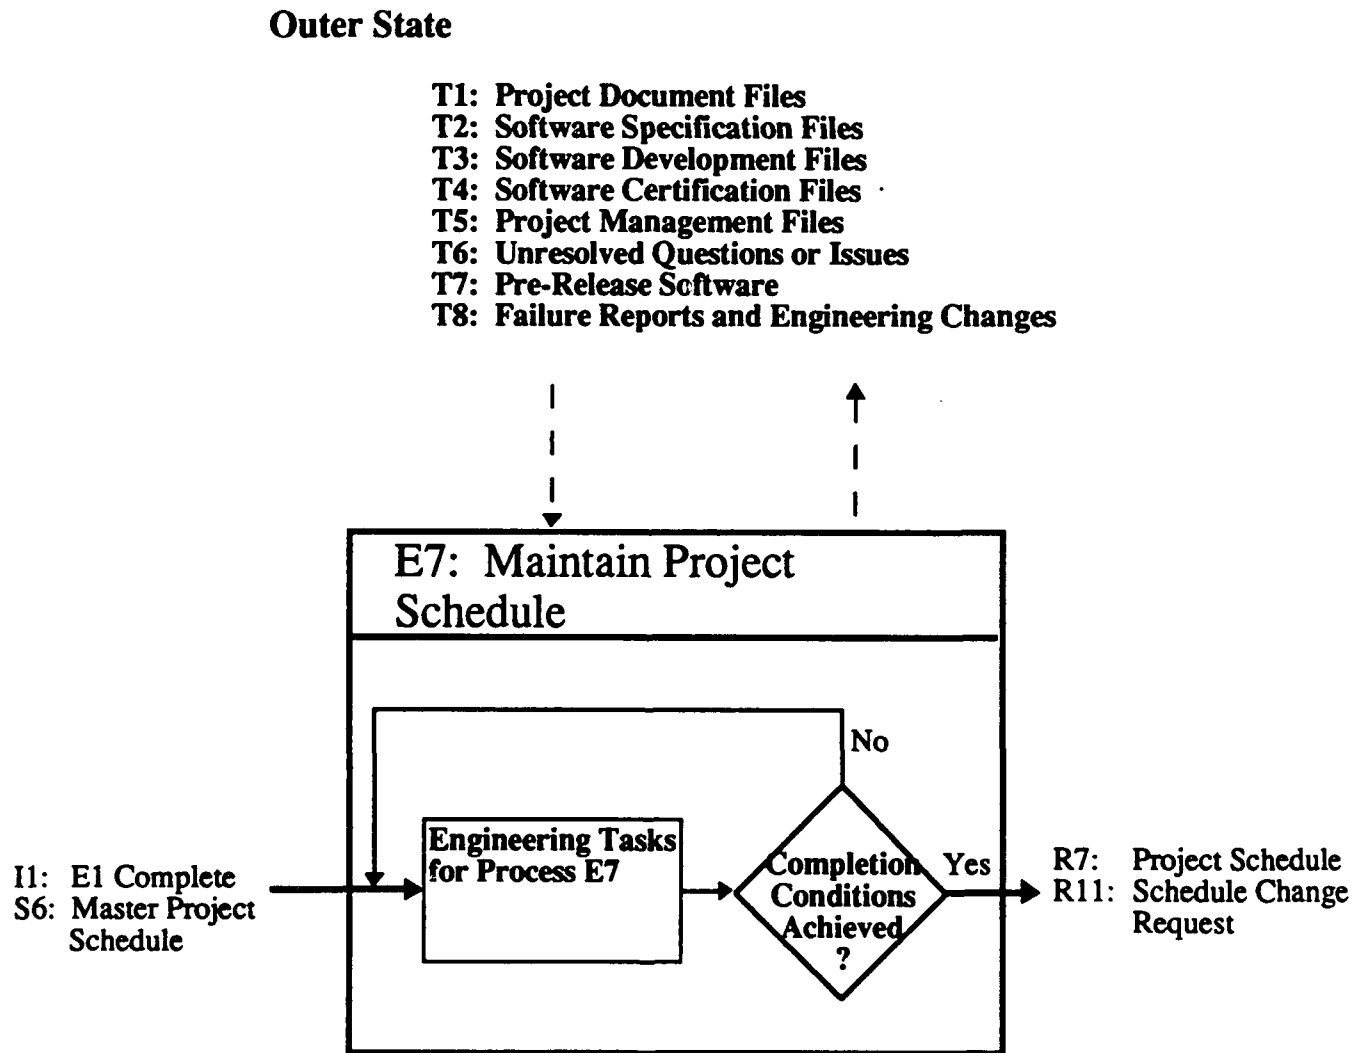 Outer State
T1: Project Document Files
T2: Software Specification Files
T3: Software Development Files
T4: Software Certification Files
T5: Project Management Files
T6: Unresolved Questions or Issues
T7: Pre-Release Software
T8: Failure Reports and Engineering Changes
E7: Maintain Project
Schedule
No
Engineering Tasks
for Process E7
Completion
Conditions
Achieved
?
Yes
I1: E1 Complete
S6: Master Project
Schedule
R7: Project Schedule
R11: Schedule Change
Request